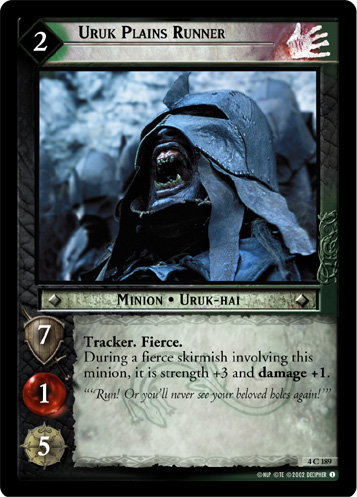 2
Uruk Plains Runner
Minion • Uruk-hai
7
Tracker. Fierce.
During a fierce skirmish involving this
minion, it is strength +3 and damage +1.
1
“‘Run! Or you’ll never see your beloved holes again!’”
5
4 C 189
©NLP ™©TE ©2002 DECIPHER